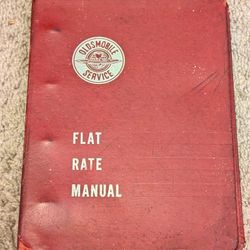 OLDSMOBILE
SERVICE
FLAT
RATE
MANUAL